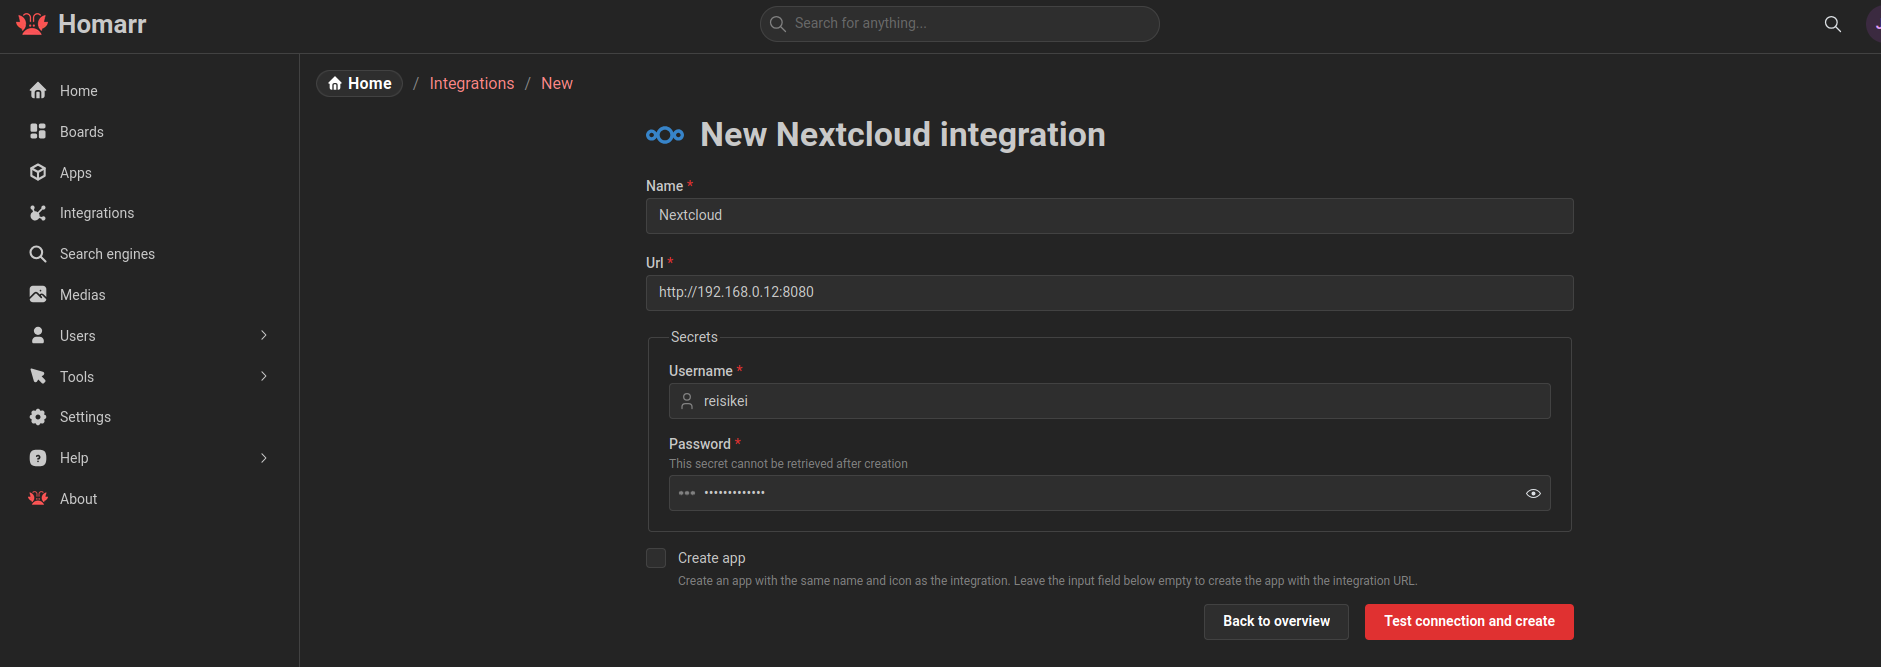 Homarr
Search for anything...
Home
Boards
Apps
Integrations
Search engines
Medias
Users
Tools
Settings
Help
About
Home / Integrations / New
New Nextcloud integration
Name *
Nextcloud
Url *
http://192.168.0.12:8080
Secrets
Username *
reisikei
Password *
This secret cannot be retrieved after creation
•••••••••••••
Create app
Create an app with the same name and icon as the integration. Leave the input field below empty to create the app with the integration URL.
Back to overview
Test connection and create